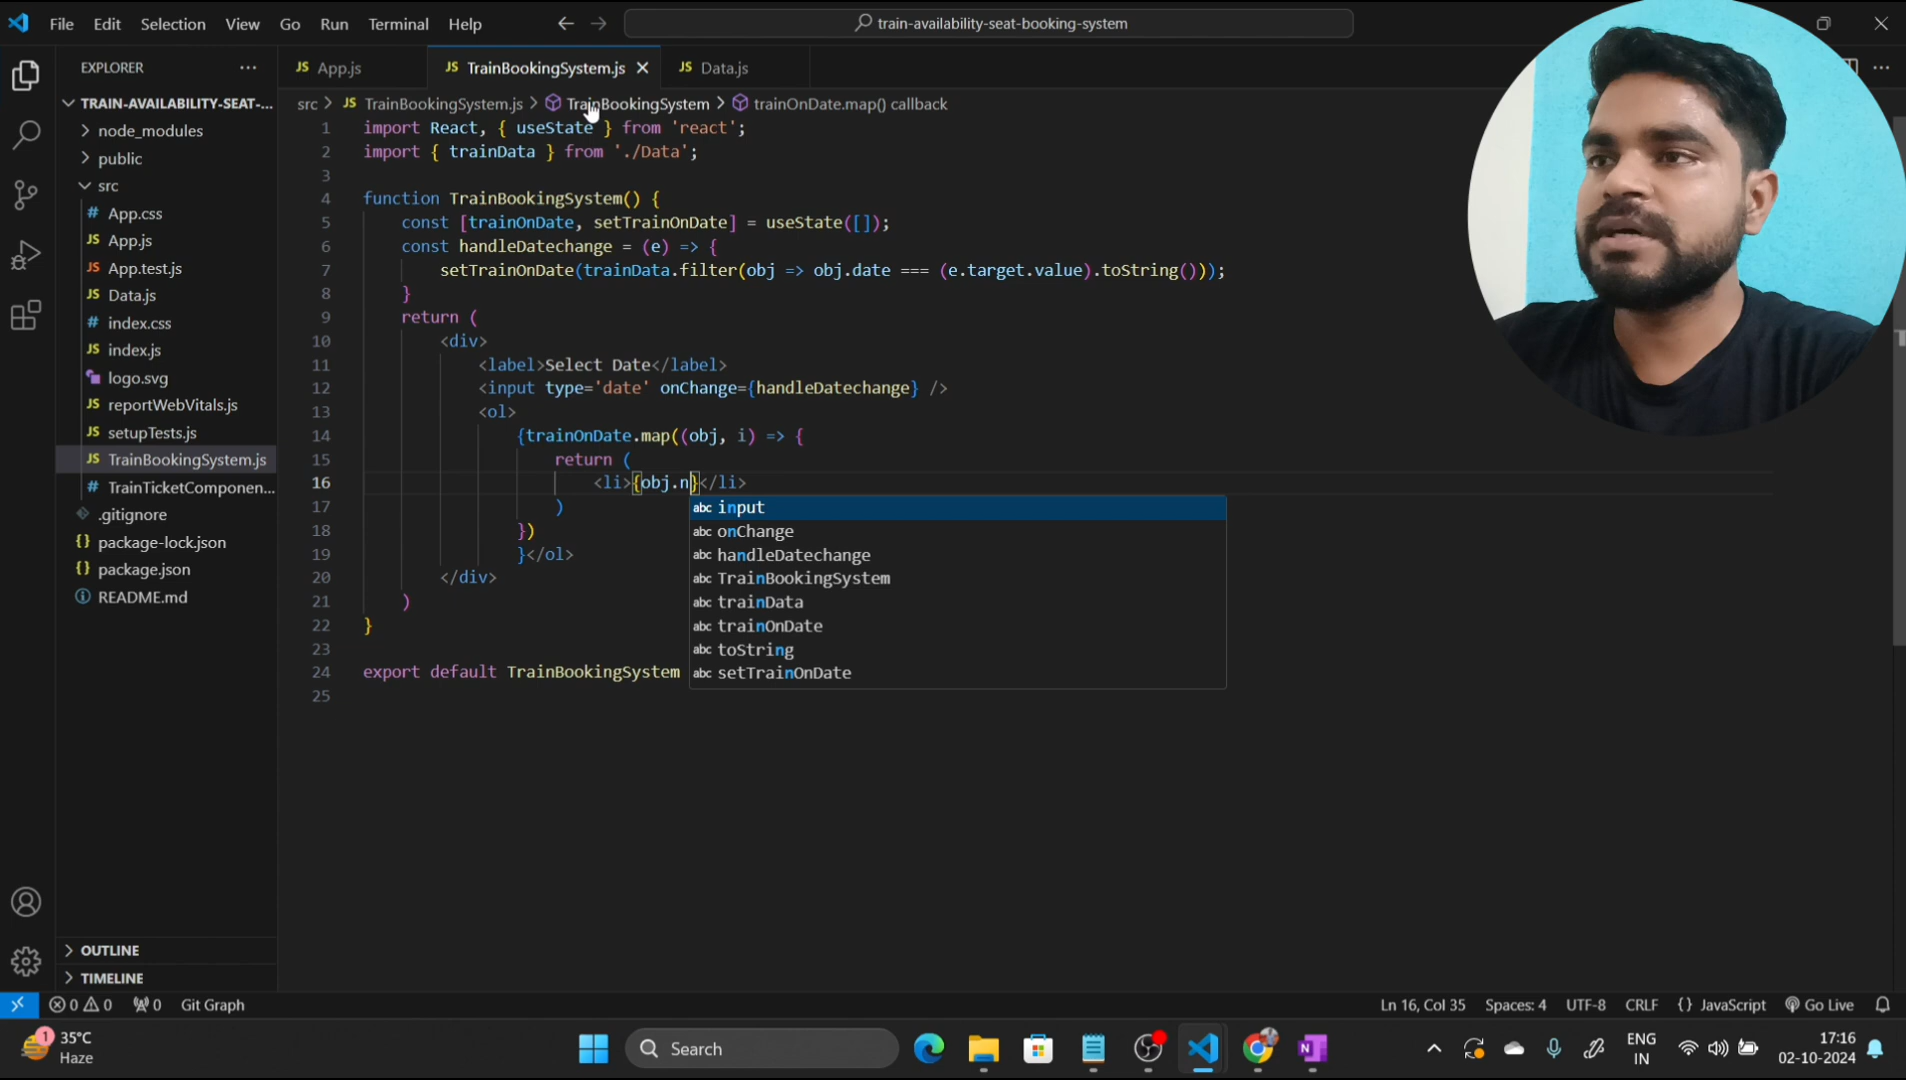 File Edit Selection View Go Run Terminal Help
train-availability-seat-booking-system
EXPLORER
TRAIN-AVAILABILITY-SEAT-...
node_modules
public
src
App.css
App.js
App.test.js
Data.js
index.css
index.js
logo.svg
reportWebVitals.js
setupTests.js
TrainBookingSystem.js
TrainTicketComponen...
.gitignore
package-lock.json
package.json
README.md
OUTLINE
TIMELINE
JS App.js JS TrainBookingSystem.js JS Data.js
src > JS TrainBookingSystem.js > TrainBookingSystem > trainOnDate.map() callback
1 import React, { useState } from 'react';
2 import { trainData } from './Data';
3
4 function TrainBookingSystem() {
5 const [trainOnDate, setTrainOnDate] = useState([]);
6 const handleDatechange = (e) => {
7 setTrainOnDate(trainData.filter(obj => obj.date === (e.target.value).toString()));
8 }
9 return (
10 <div>
11 <label>Select Date</label>
12 <input type='date' onChange={handleDatechange} />
13 <ol>
14 {trainOnDate.map((obj, i) => {
15 return (
16 <li>{obj.n}</li>
17 )
18 })
19 }</ol>
20 </div>
21 )
22 }
23
24 export default TrainBookingSystem
25
abc input
abc onChange
abc handleDatechange
abc TrainBookingSystem
abc trainData
abc trainOnDate
abc toString
abc setTrainOnDate
0 0 0 Git Graph
Ln 16, Col 35 Spaces: 4 UTF-8 CRLF {} JavaScript Go Live
1
35°C
Haze
Search
ENG
IN
17:16
02-10-2024